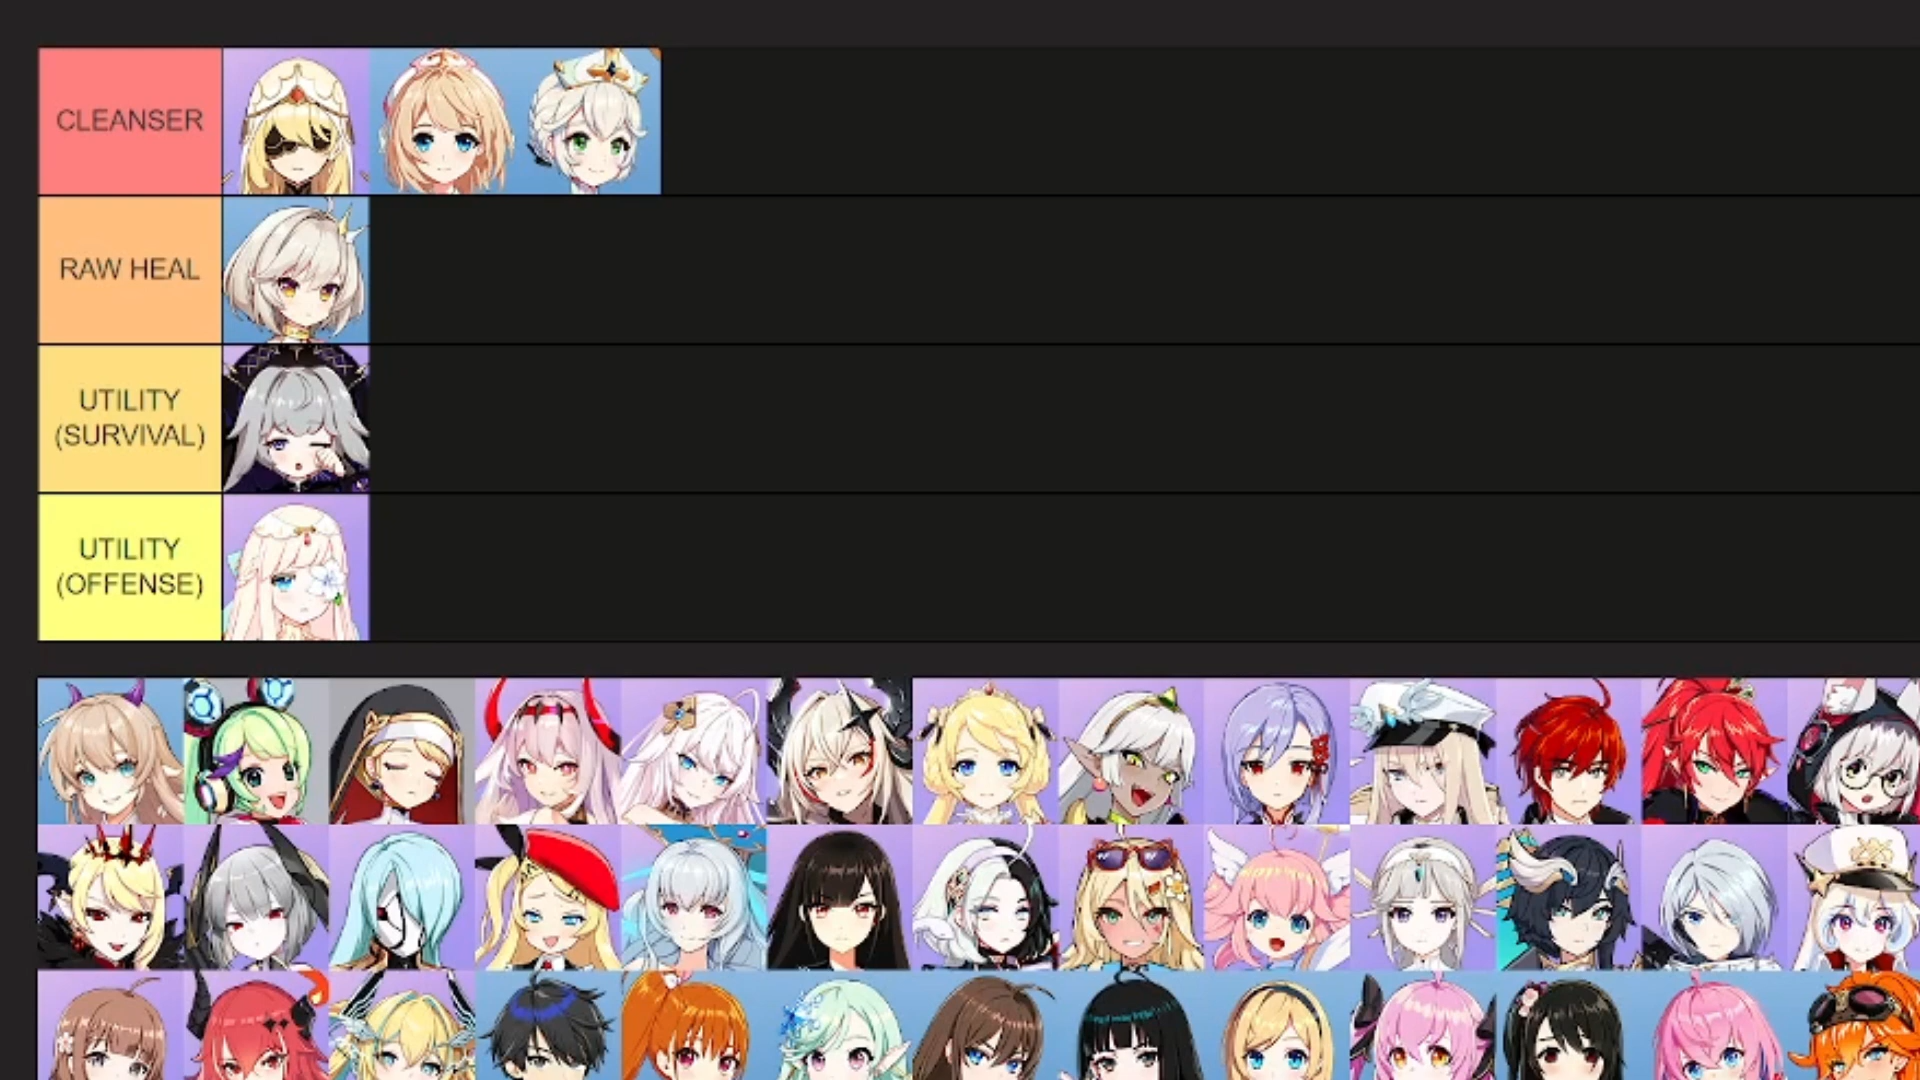 CLEANSER
RAW HEAL
UTILITY
(SURVIVAL)
UTILITY
(OFFENSE)